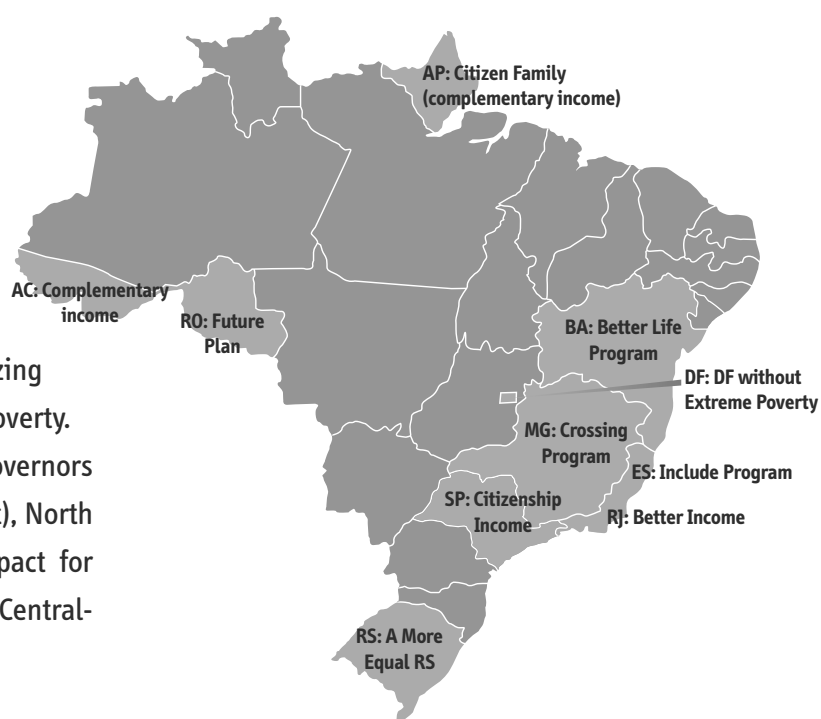 AP: Citizen Family
(complementary income)
AC: Complementary
income
RO: Future
Plan
BA: Better Life
Program
DF: DF without
Extreme Poverty
MG: Crossing
Program
ES: Include Program
SP: Citizenship
Income
RJ: Better Income
RS: A More
Equal RS
zing
overty.
overnors
), North
pact for
Central-